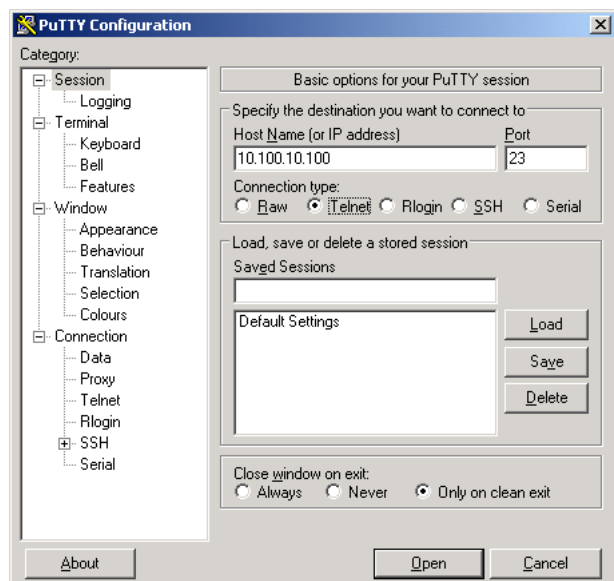 PuTTY Configuration
Category:
Session
Logging
Terminal
Keyboard
Bell
Features
Window
Appearance
Behaviour
Translation
Selection
Colours
Connection
Data
Proxy
Telnet
Rlogin
SSH
Serial
Basic options for your PuTTY session
Specify the destination you want to connect to
Host Name (or IP address) Port
10.100.10.100 23
Connection type:
Raw Telnet Rlogin SSH Serial
Load, save or delete a stored session
Saved Sessions
Default Settings
Load
Save
Delete
Close window on exit:
Always Never Only on clean exit
About Open Cancel